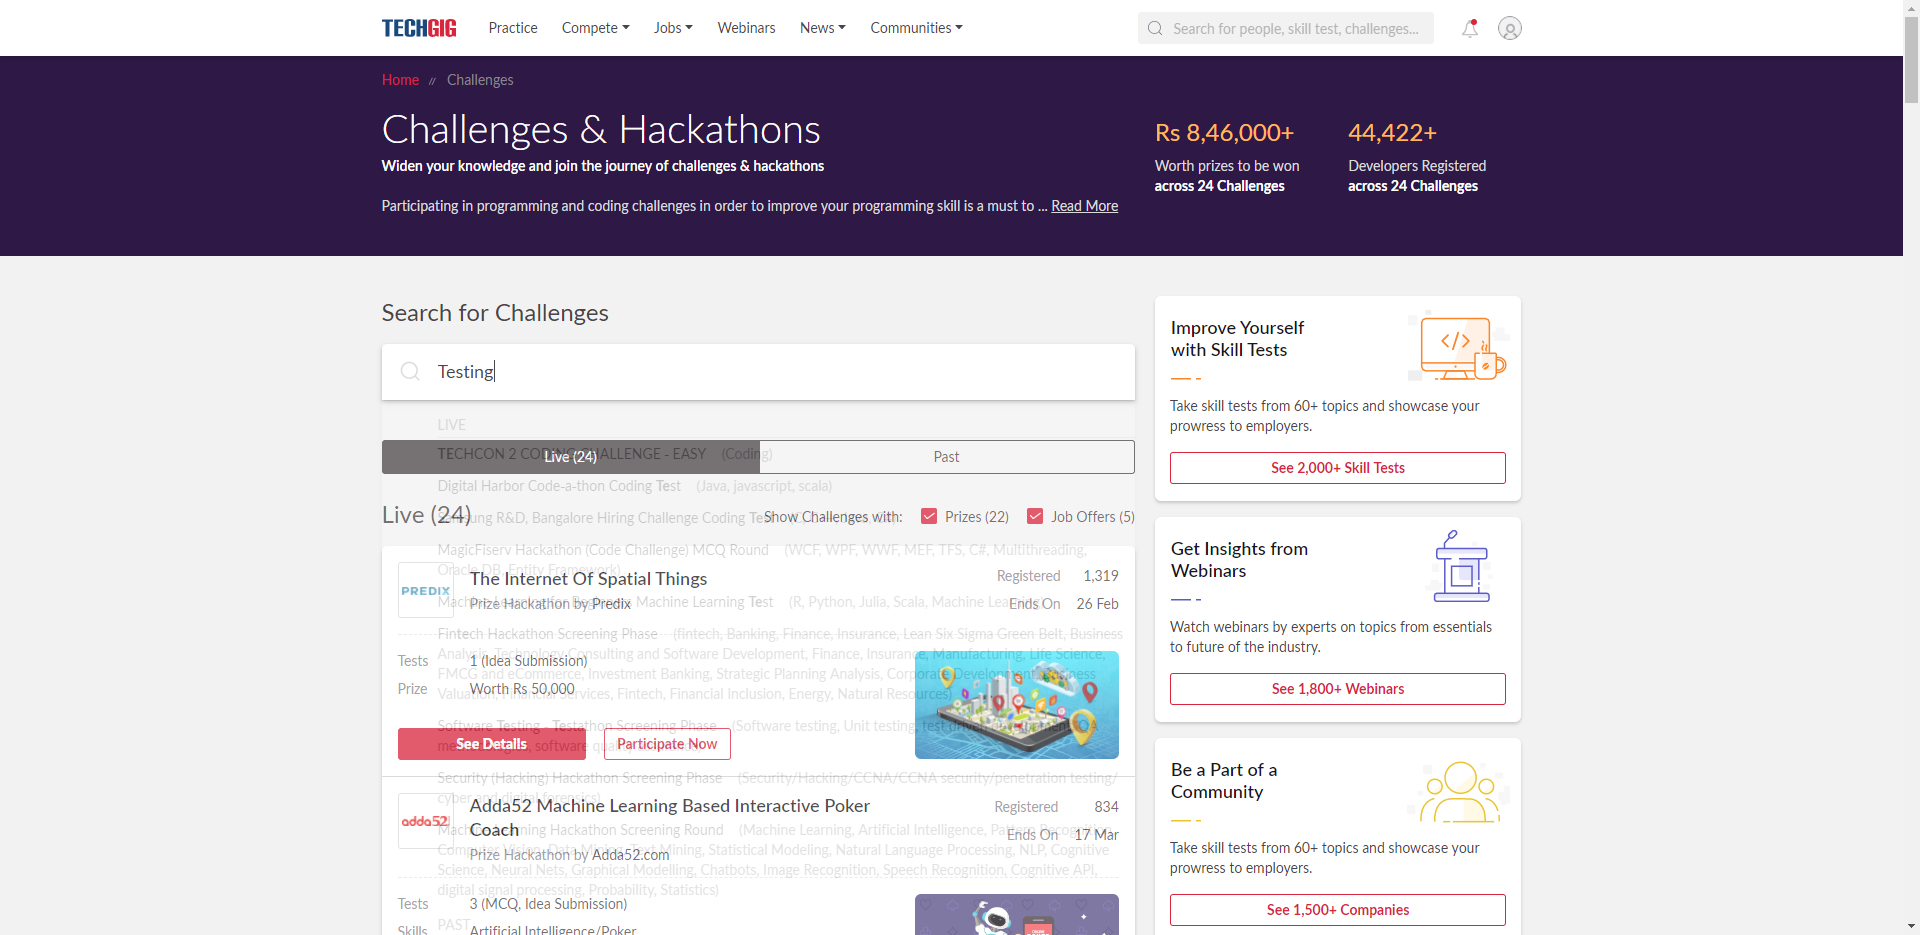 TECHGIG
Practice
Compete
Jobs
Webinars
News
Communities
Search for people, skill test, challenges...
Home // Challenges
Challenges & Hackathons
Widen your knowledge and join the journey of challenges & hackathons
Participating in programming and coding challenges in order to improve your programming skill is a must to ... Read More
Rs 8,46,000+
Worth prizes to be won
across 24 Challenges
44,422+
Developers Registered
across 24 Challenges
Search for Challenges
Testing
LIVE
TECHCON 2 CODING CHALLENGE - EASY (Coding)
Live (24)
Past
Digital Harbor Code-a-thon Coding Test (Java, javascript, scala)
Live (24)
R&D, Bangalore Hiring Challenge Coding
Show Challenges with:
Prizes (22)
Job Offers (5)
MagicFiserv Hackathon (Code Challenge) MCQ Round (WCF, WPF, WWF, MEF, TFS, C#, Multithreading,
Oracle DB, Entity Framework)
PREDIX
The Internet Of Spatial Things
Registered 1,319
Prize Hackathon by Predix
Ends On 26 Feb
Machine Learning Test (R, Python, Julia, Scala, Machine Learning)
Fintech Hackathon Screening Phase (fintech, Banking, Finance, Insurance, Lean Six Sigma Green Belt, Business
Analysis, Technology Consulting and Software Development, Finance, Insurance, Manufacturing, Life Science,
FMCG and eCommerce, Investment Banking, Strategic Planning Analysis, Corporate Development, Business
Valuation, Financial Services, Fintech, Financial Inclusion, Energy, Natural Resources)
Tests 1 (Idea Submission)
Prize Worth Rs 50,000
Software Testing - Testathon Screening Phase (Software testing, Unit testing, test driven
software
See Details
Participate Now
Security (Hacking) Hackathon Screening Phase (Security/Hacking/CCNA/CCNA security/penetration testing/
cyber and digital forensics)
adda52
Adda52 Machine Learning Based Interactive Poker
Coach
Registered 834
Ends On 17 Mar
Prize Hackathon by Adda52.com
Machine Learning Hackathon Screening Round (Machine Learning, Artificial Intelligence, Pattern Recognition,
Computer Vision, Data Mining, Text Mining, Statistical Modeling, Natural Language Processing, NLP, Cognitive
Science, Neural Nets, Graphical Modelling, Chatbots, Image Recognition, Speech Recognition, Cognitive API,
digital signal processing, Probability, Statistics)
Tests 3 (MCQ, Idea Submission)
PAST
Skills Artificial Intelligence/Poker
Improve Yourself
with Skill Tests
Take skill tests from 60+ topics and showcase your
prowress to employers.
See 2,000+ Skill Tests
Get Insights from
Webinars
Watch webinars by experts on topics from essentials
to future of the industry.
See 1,800+ Webinars
Be a Part of a
Community
Take skill tests from 60+ topics and showcase your
prowress to employers.
See 1,500+ Companies